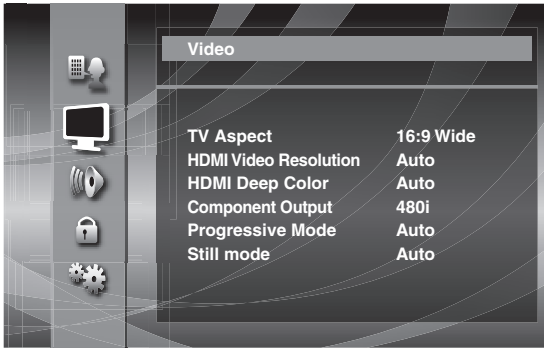 Video
TV Aspect 16:9 Wide
HDMI Video Resolution Auto
HDMI Deep Color Auto
Component Output 480i
Progressive Mode Auto
Still mode Auto